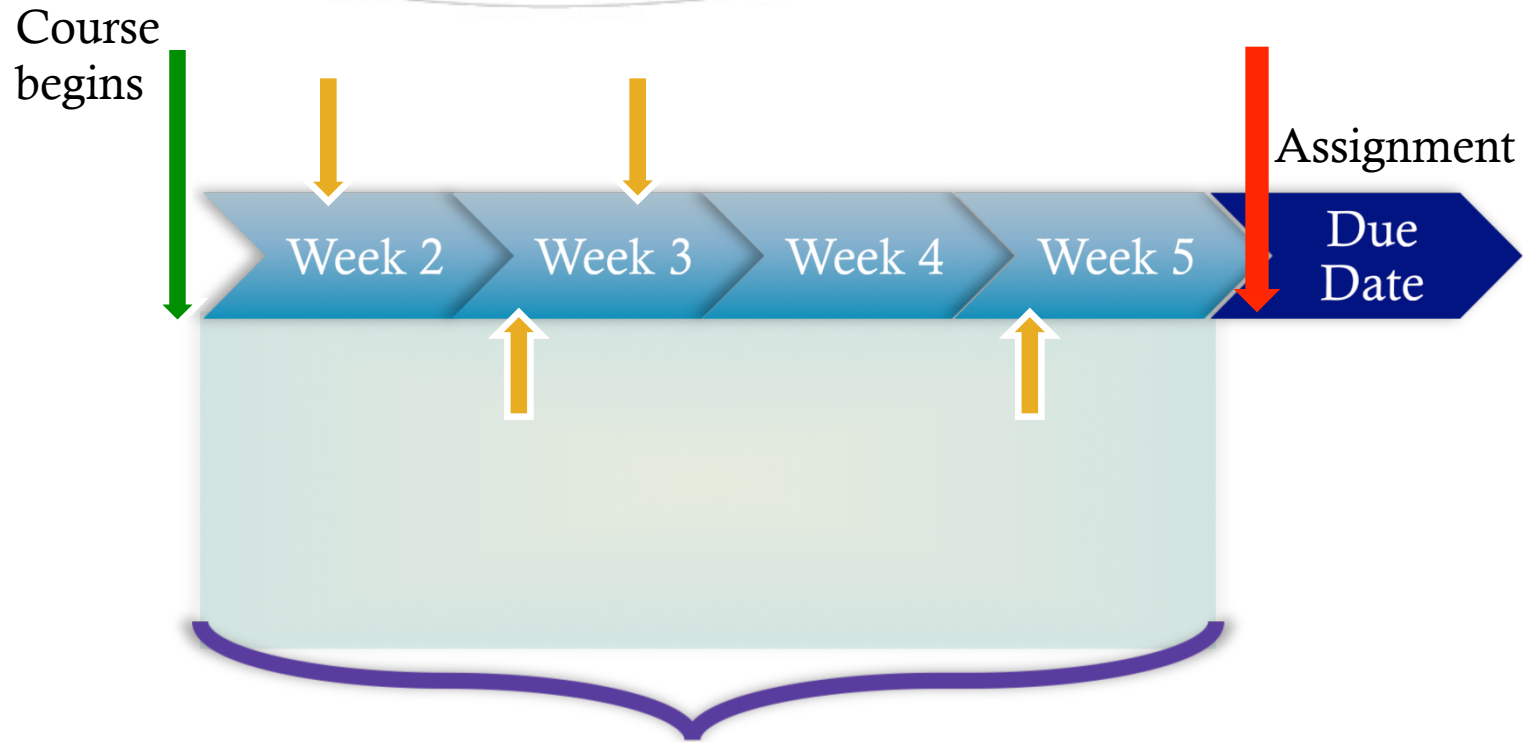 Course
begins
Assignment
Week 2
Week 3
Week 4
Week 5
Due
Date